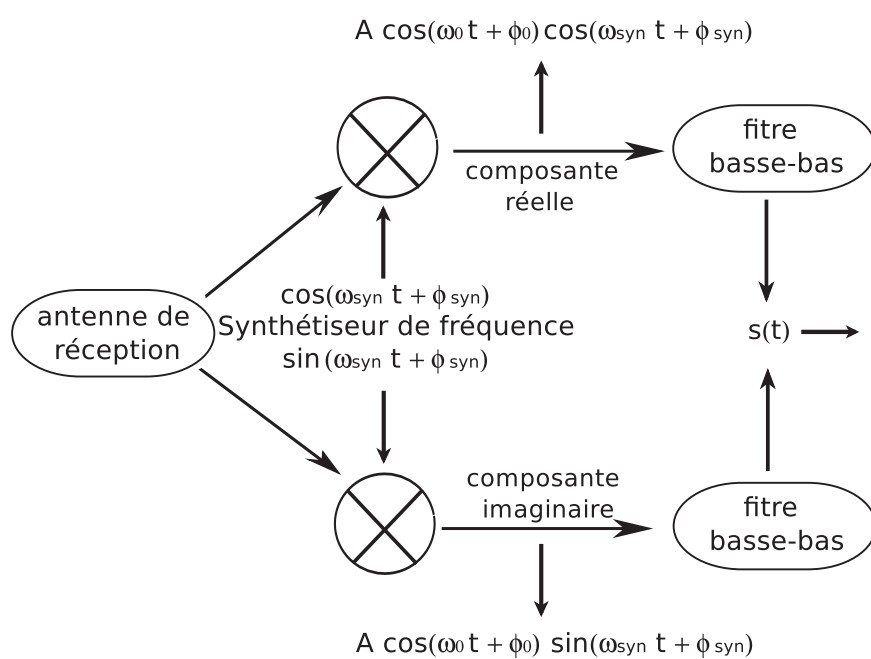 A cos(ω₀ t + ϕ₀) cos(ωsyn t + ϕ syn)
fitre
basse-bas
composante
réelle
cos(ωsyn t + ϕ syn)
antenne de
réception
Synthétiseur de fréquence
sin (ωsyn t + ϕ syn)
s(t)
composante
imaginaire
fitre
basse-bas
A cos(ω₀ t + ϕ₀) sin(ωsyn t + ϕ syn)